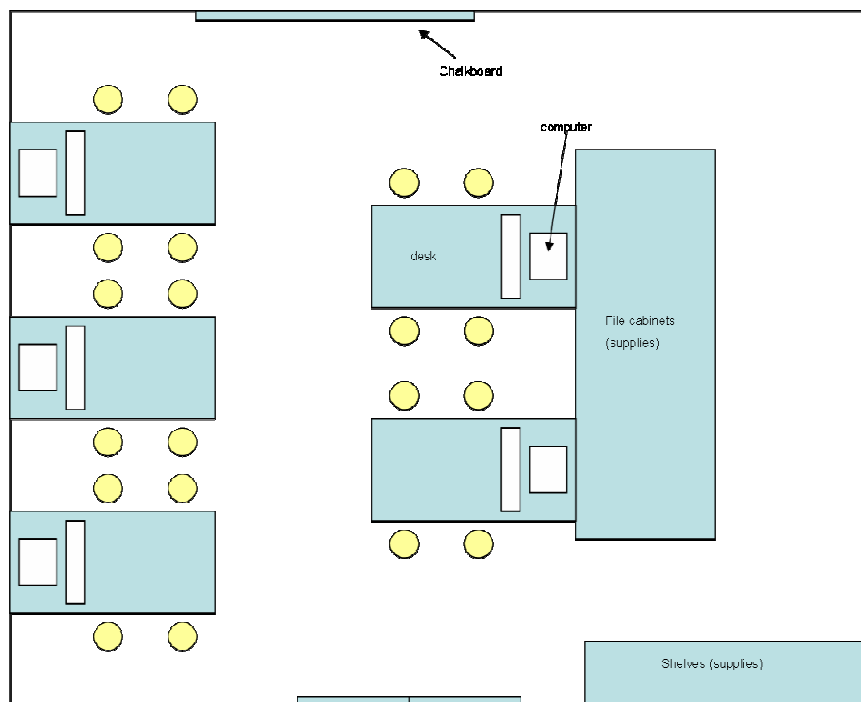 Chalkboard
computer
desk
File cabinets
(supplies)
Shelves (supplies)